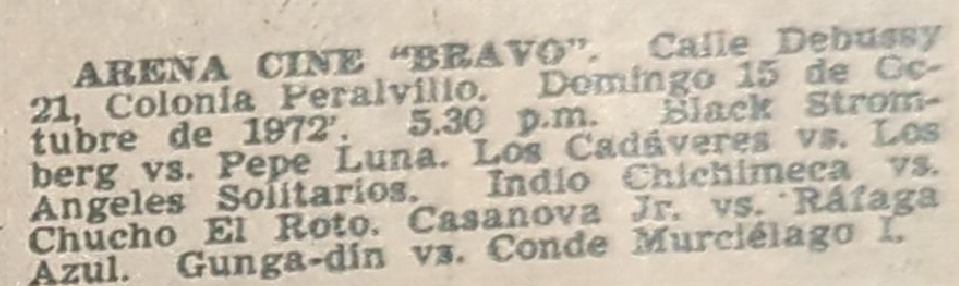 ARENA CINE "BRAVO". Calle Debussy
21, Colonia Peralvillo. Domingo 15 de Oc-
tubre de 1972'. 5.30 p.m. Black Strom-
berg vs. Pepe Luna. Los Cadáveres vs. Los
Angeles Solitarios. Indio Chichimeca vs.
Chucho El Roto. Casanova Jr. vs. Ráfaga
Azul. Gunga-dín vs. Conde Murciélago I.